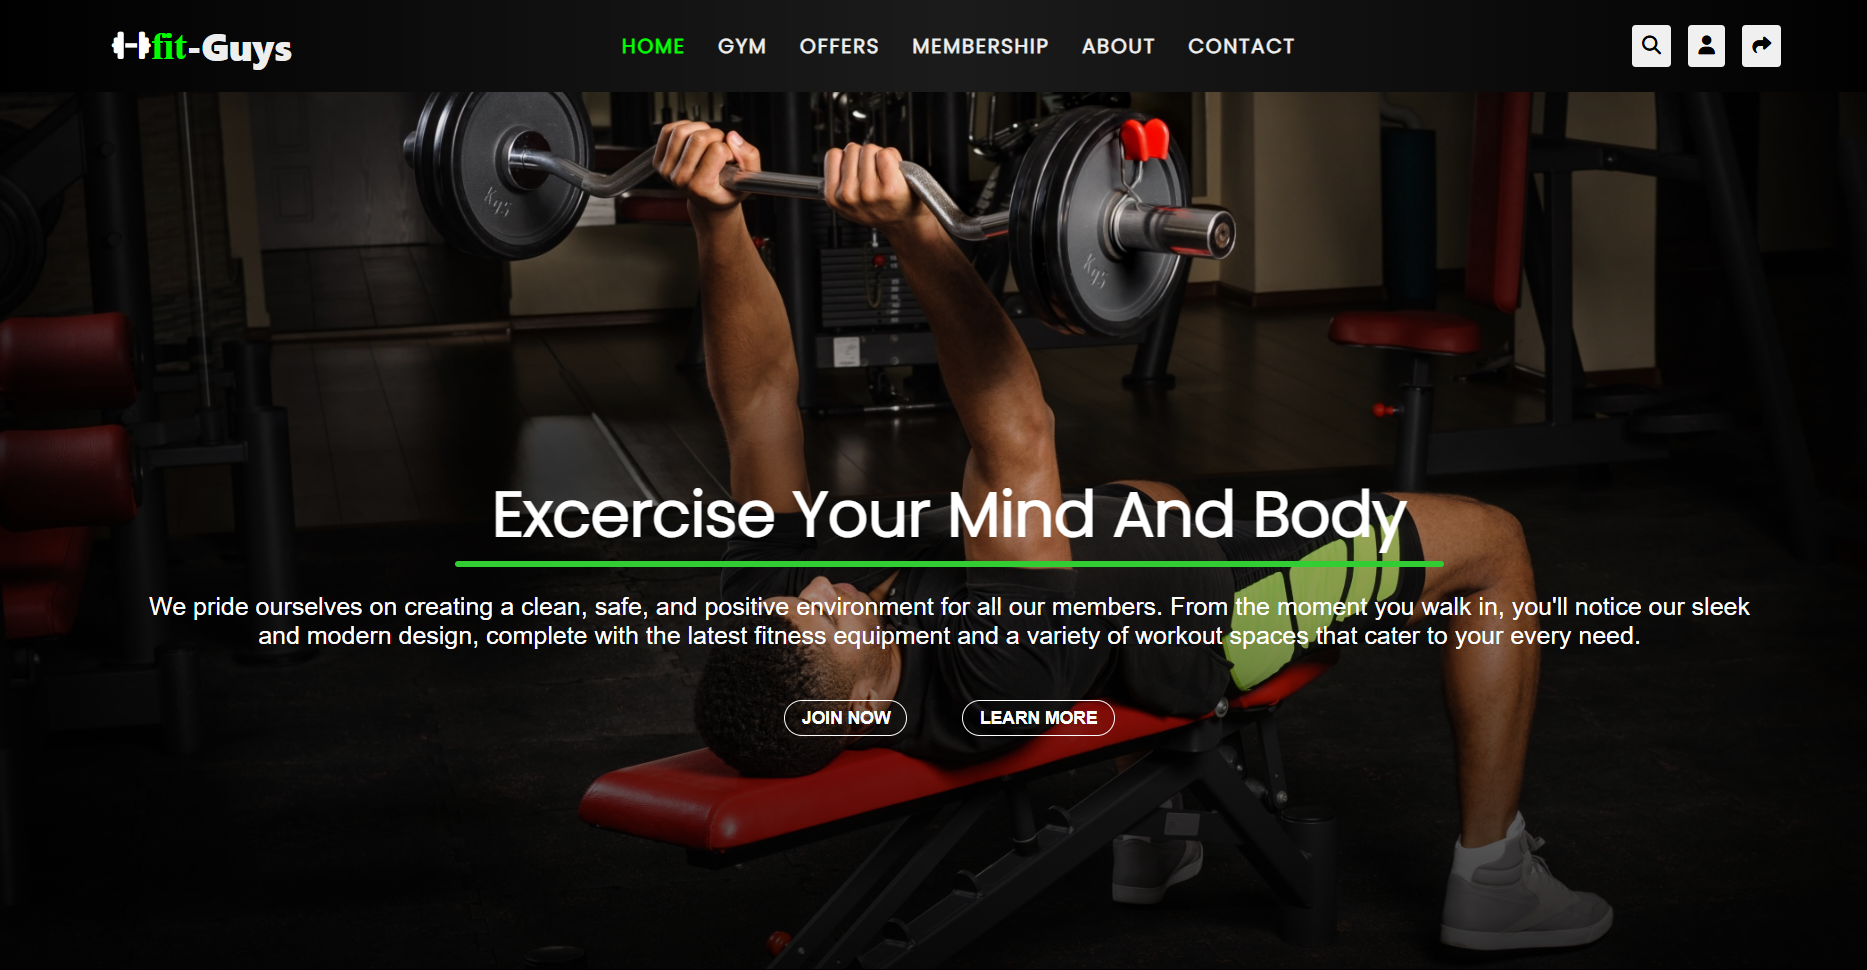 fit-Guys
HOME GYM OFFERS MEMBERSHIP ABOUT CONTACT
Kg5
Kg5
Excercise Your Mind And Body
We pride ourselves on creating a clean, safe, and positive environment for all our members. From the moment you walk in, you'll notice our sleek
and modern design, complete with the latest fitness equipment and a variety of workout spaces that cater to your every need.
JOIN NOW LEARN MORE